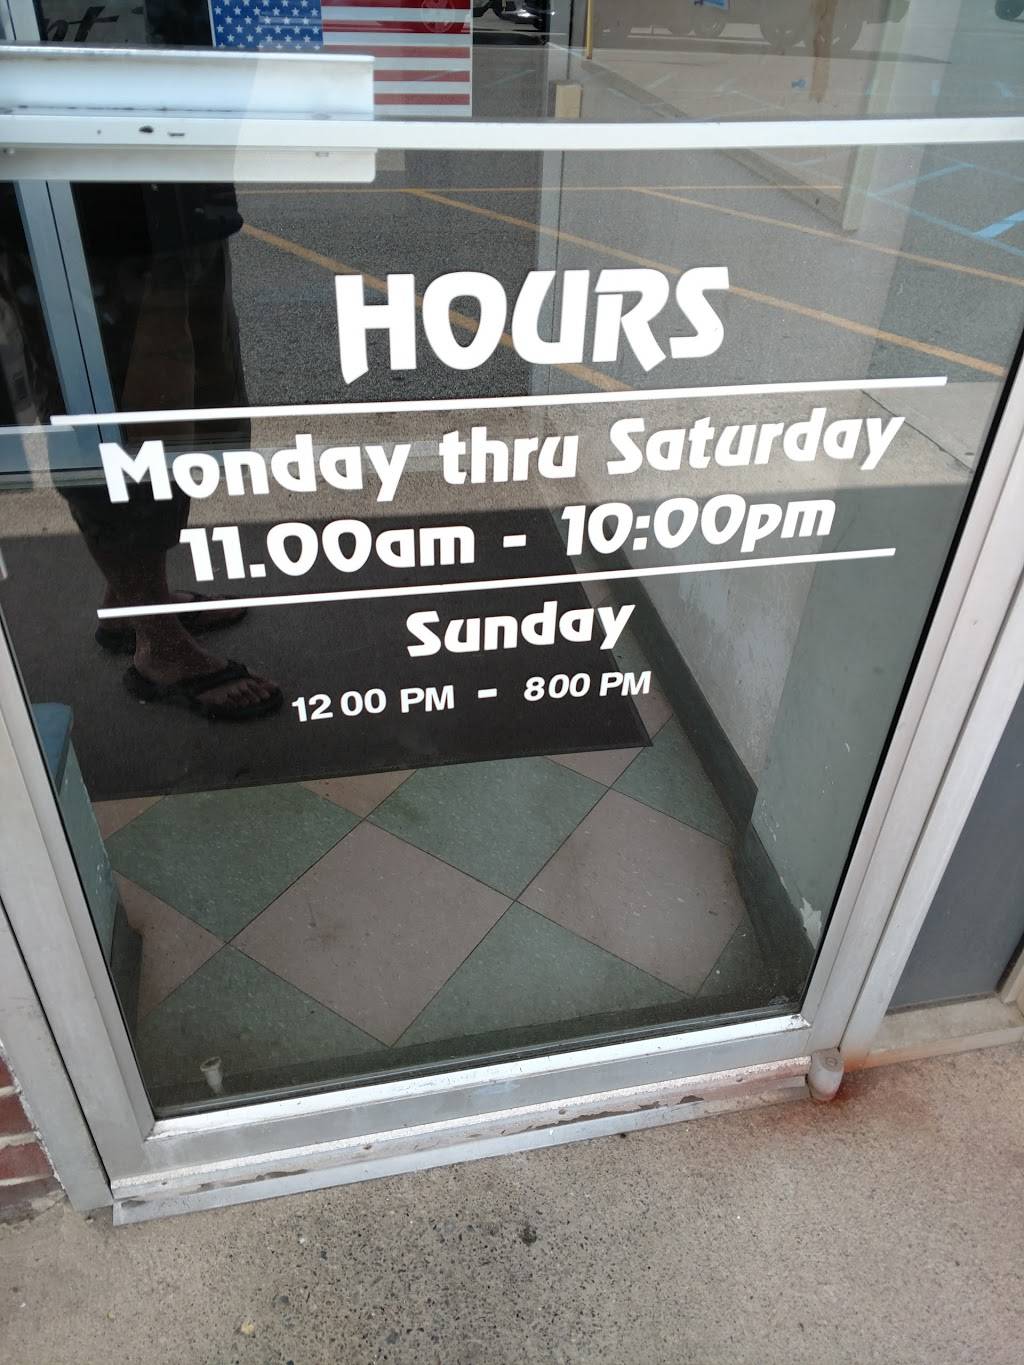 HOURS
Monday thru Saturday
11.00am - 10:00pm
Sunday
12 00 PM - 8 00 PM